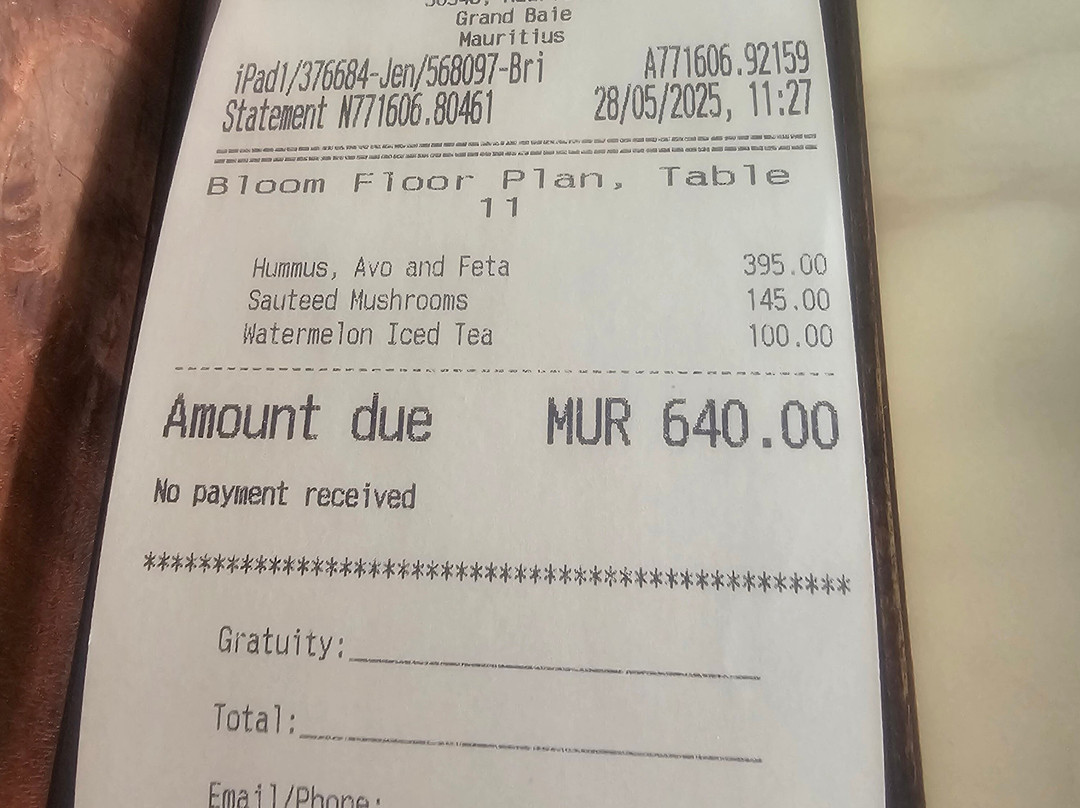 Grand Baie
Mauritius
iPad1/376684-Jen/568097-Bri A771606.92159
Statement N771606.80461 28/05/2025, 11:27
Bloom Floor Plan, Table
11
Hummus, Avo and Feta 395.00
Sauteed Mushrooms 145.00
Watermelon Iced Tea 100.00
Amount due MUR 640.00
No payment received
**************************************************
Gratuity:
Total:
Email/Phone: